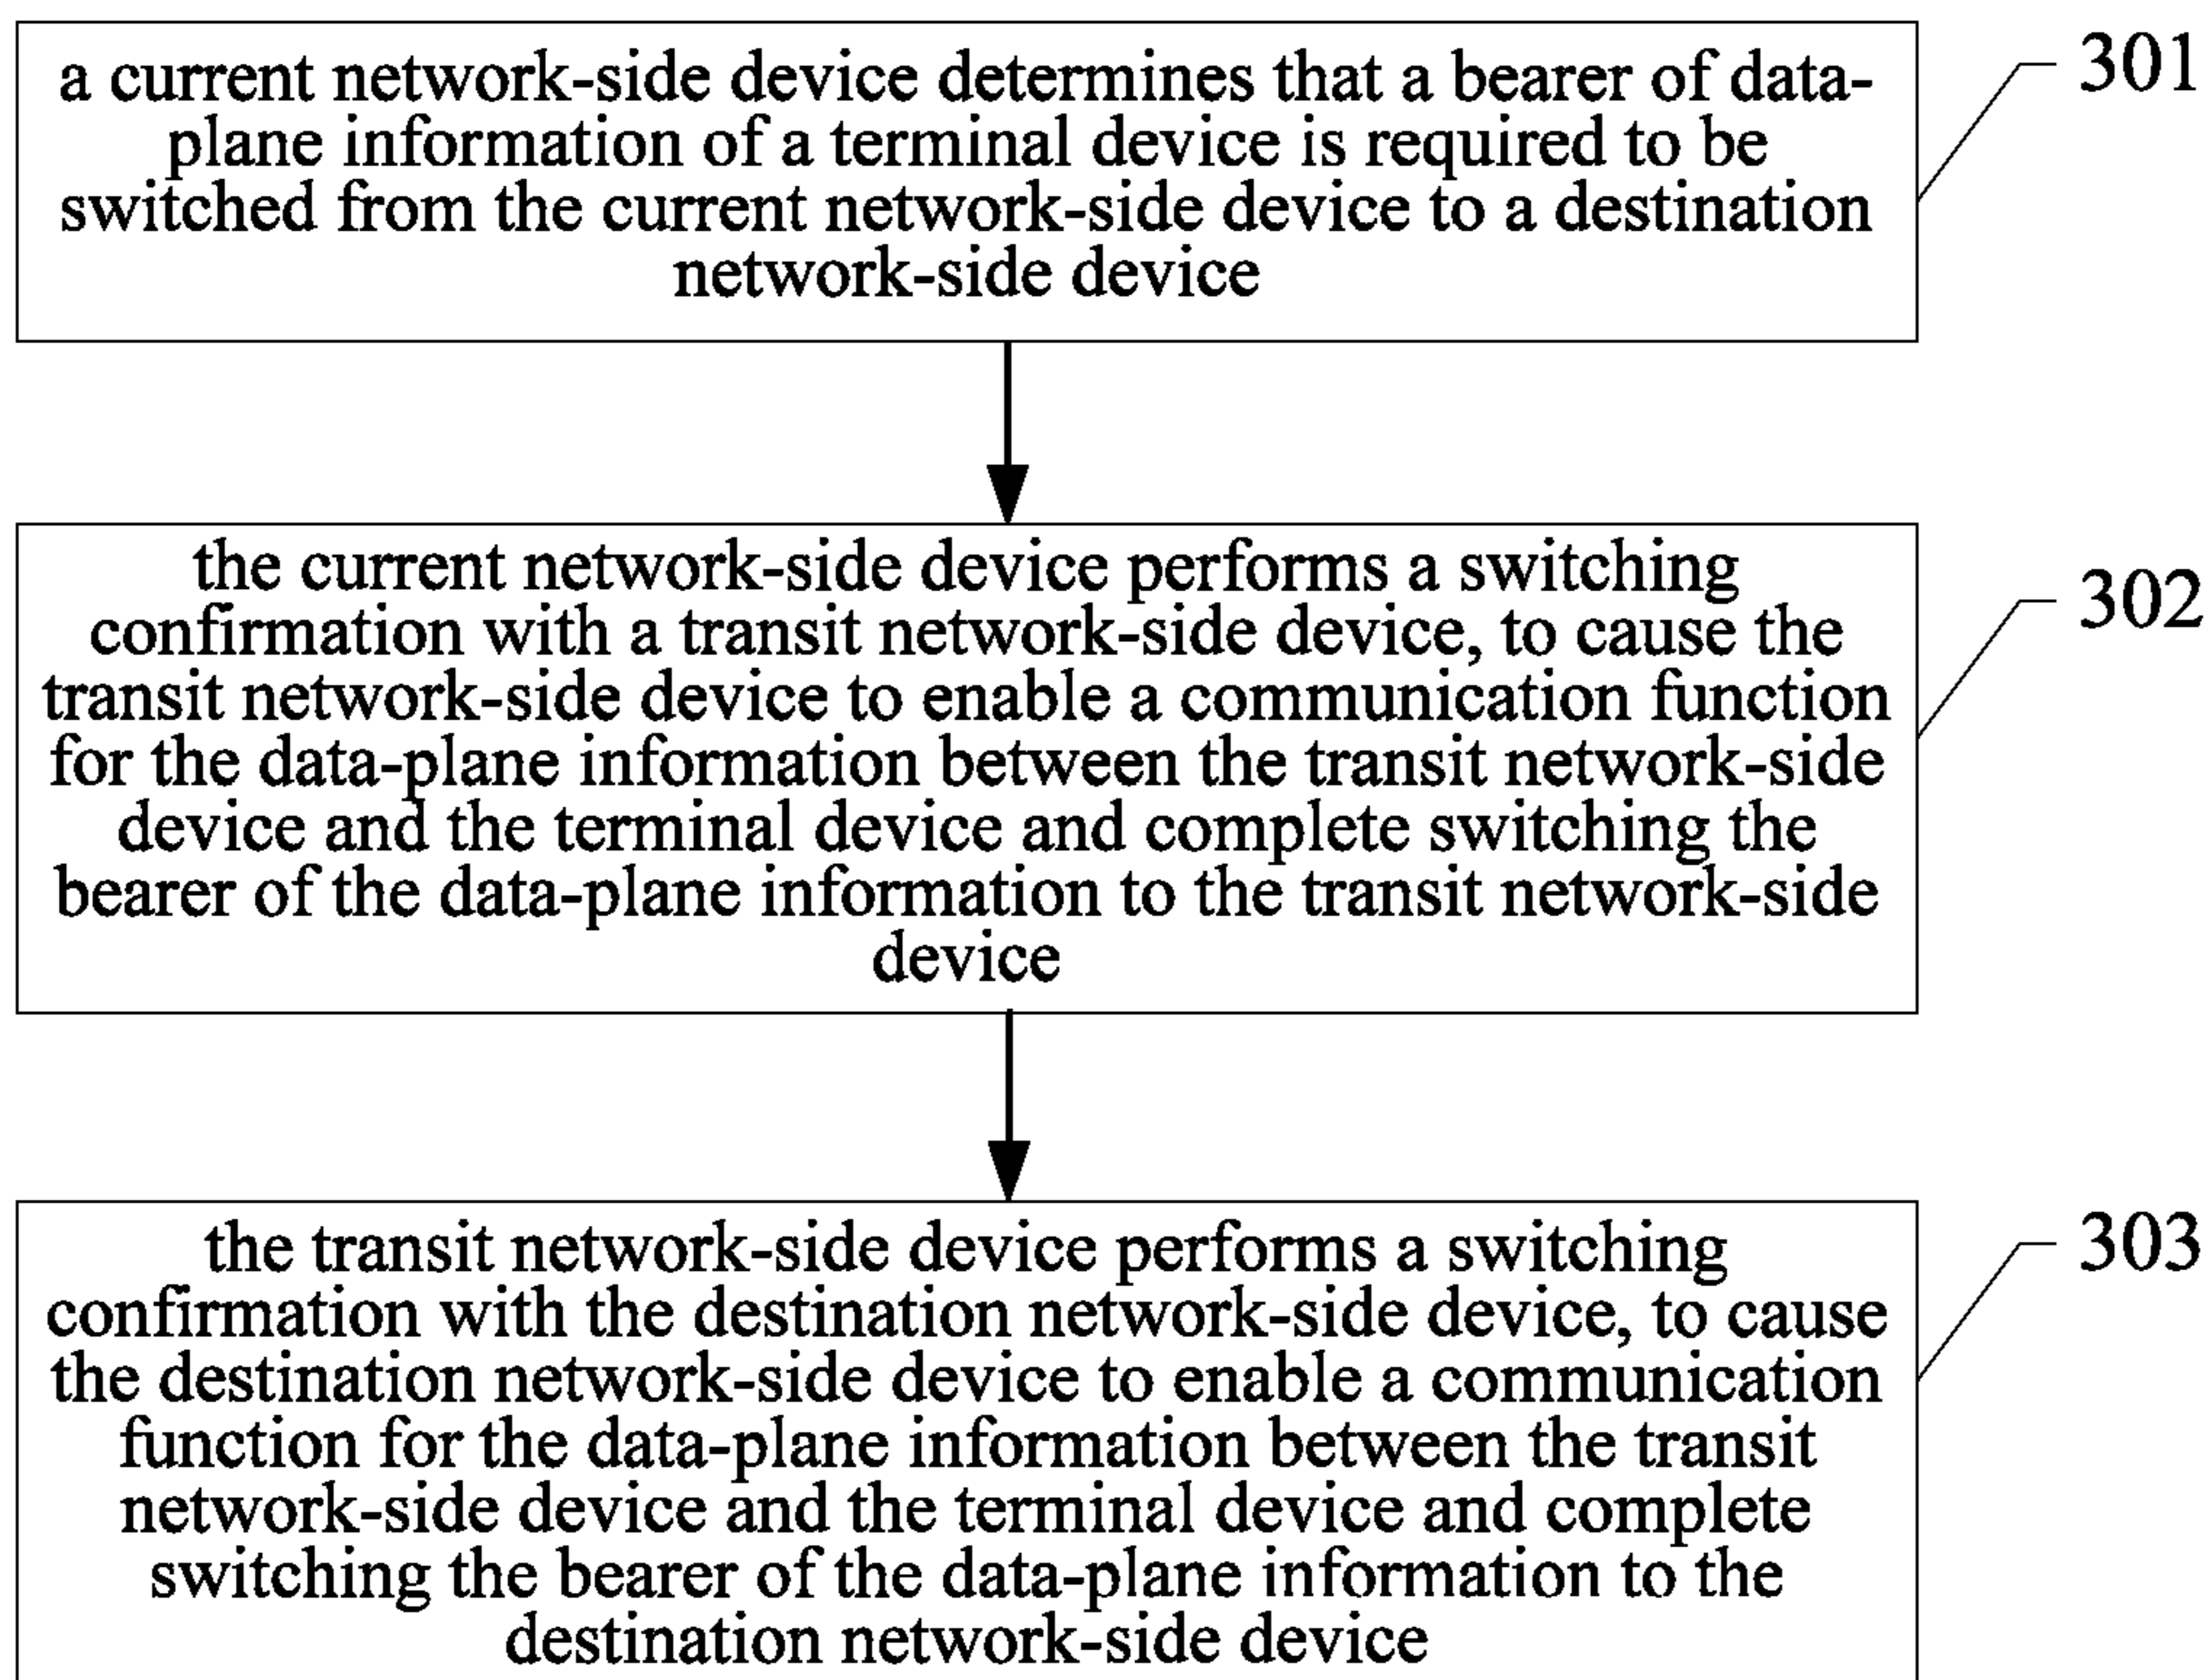 a current network-side device determines that a bearer of data-
plane information of a terminal device is required to be
switched from the current network-side device to a destination
network-side device
301
the current network-side device performs a switching
confirmation with a transit network-side device, to cause the
transit network-side device to enable a communication function
for the data-plane information between the transit network-side
device and the terminal device and complete switching the
bearer of the data-plane information to the transit network-side
device
302
the transit network-side device performs a switching
confirmation with the destination network-side device, to cause
the destination network-side device to enable a communication
function for the data-plane information between the transit
network-side device and the terminal device and complete
switching the bearer of the data-plane information to the
destination network-side device
303